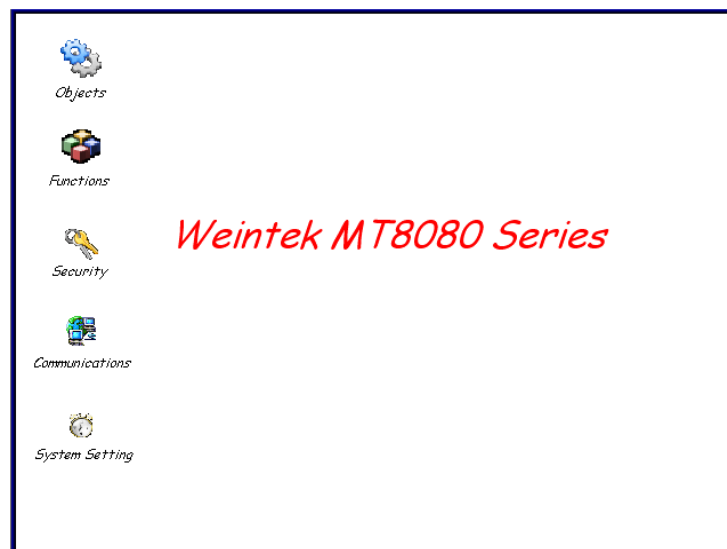 Objects
Functions
Weintek MT8080 Series
Security
Communications
System Setting